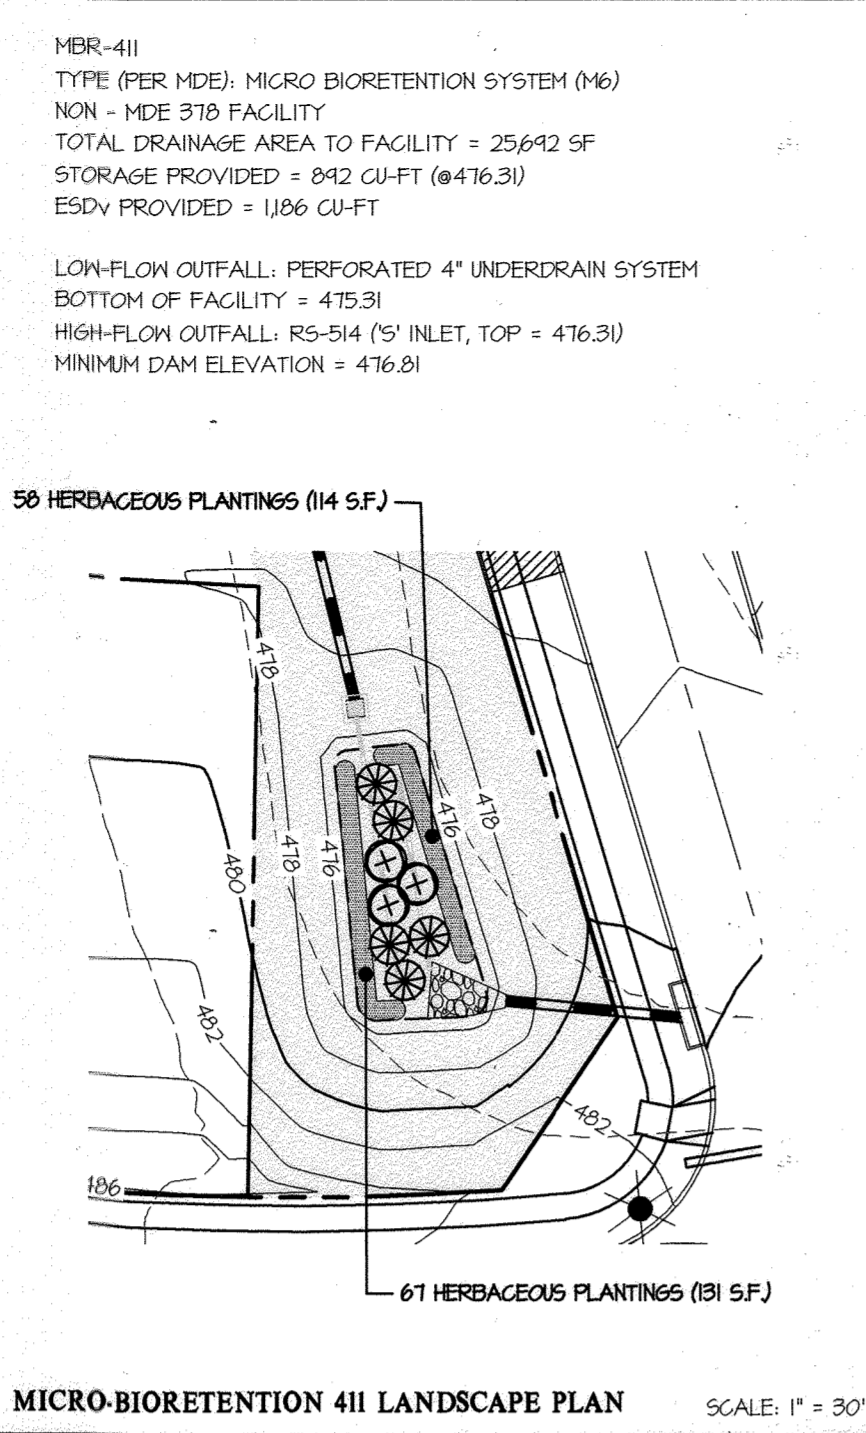 MBR-411
TYPE (PER MDE): MICRO BIORETENTION SYSTEM (M6)
NON - MDE 378 FACILITY
TOTAL DRAINAGE AREA TO FACILITY = 25,692 SF
STORAGE PROVIDED = 892 CU-FT (@476.31)
ESDv PROVIDED = 1,186 CU-FT
LOW-FLOW OUTFALL: PERFORATED 4" UNDERDRAIN SYSTEM
BOTTOM OF FACILITY = 475.31
HIGH-FLOW OUTFALL: RS-514 ('S' INLET, TOP = 476.31)
MINIMUM DAM ELEVATION = 476.81
58 HERBACEOUS PLANTINGS (114 S.F.)
478
476
478
480
478
476
482
482
486
67 HERBACEOUS PLANTINGS (131 S.F.)
MICRO-BIORETENTION 411 LANDSCAPE PLAN
SCALE: 1" = 30'